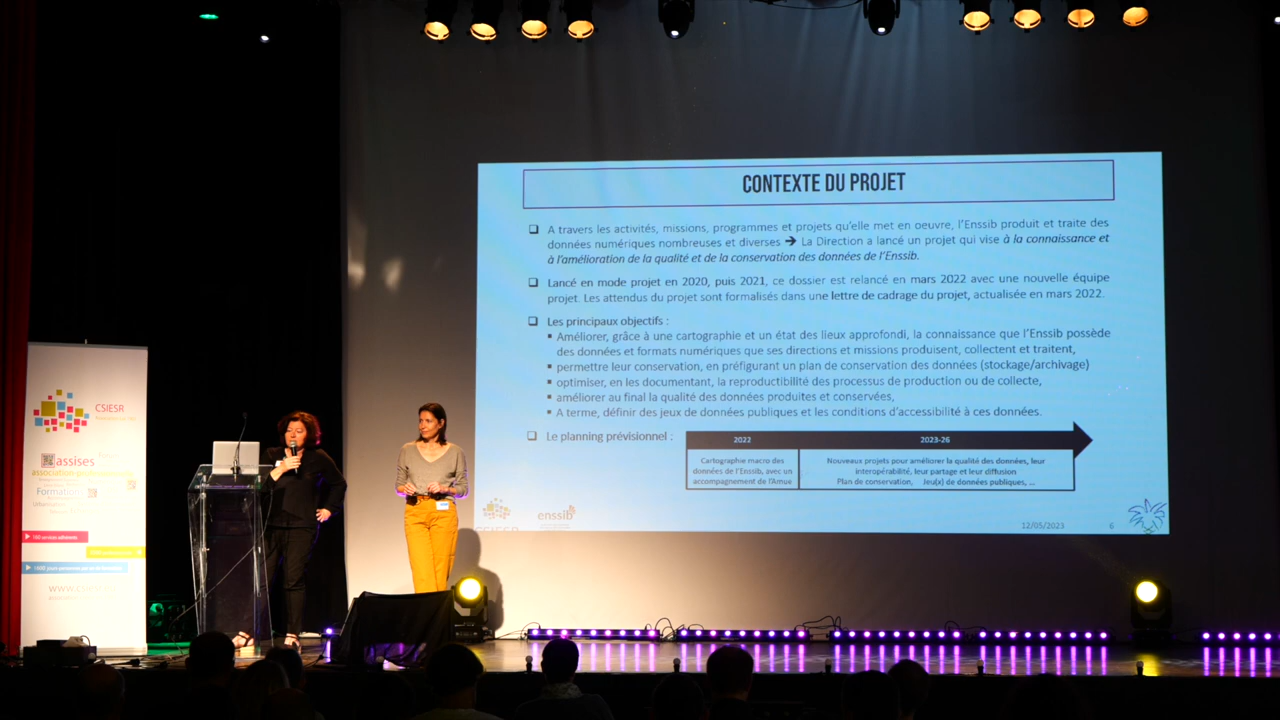 CONTEXTE DU PROJET
❑ A travers les activités, missions, programmes et projets qu'elle met en oeuvre, l'Enssib produit et traite des
données numériques nombreuses et diverses ➔ La Direction a lancé un projet qui vise à la connaissance et
à l'amélioration de la qualité et de la conservation des données de l'Enssib.
❑ Lancé en mode projet en 2020, puis 2021, ce dossier est relancé en mars 2022 avec une nouvelle équipe
projet. Les attendus du projet sont formalisés dans une lettre de cadrage du projet, actualisée en mars 2022.
❑ Les principaux objectifs :
▪ Améliorer, grâce à une cartographie et un état des lieux approfondi, la connaissance que l'Enssib possède
des données et formats numériques que ses directions et missions produisent, collectent et traitent,
▪ permettre leur conservation, en préfigurant un plan de conservation des données (stockage/archivage)
▪ optimiser, en les documentant, la reproductibilité des processus de production ou de collecte,
▪ améliorer au final la qualité des données produites et conservées,
▪ A terme, définir des jeux de données publiques et les conditions d'accessibilité à ces données.
❑ Le planning prévisionnel :
2022
2023-26
Cartographie macro des
données de l'Enssib, avec un
accompagnement de l'Amue
Nouveaux projets pour améliorer la qualité des données, leur
interopérabilité, leur partage et leur diffusion
Plan de conservation, Jeu(x) de données publiques, ...
CSIESR
enssib
12/05/2023
6
CSIESR
assises
association
Formation